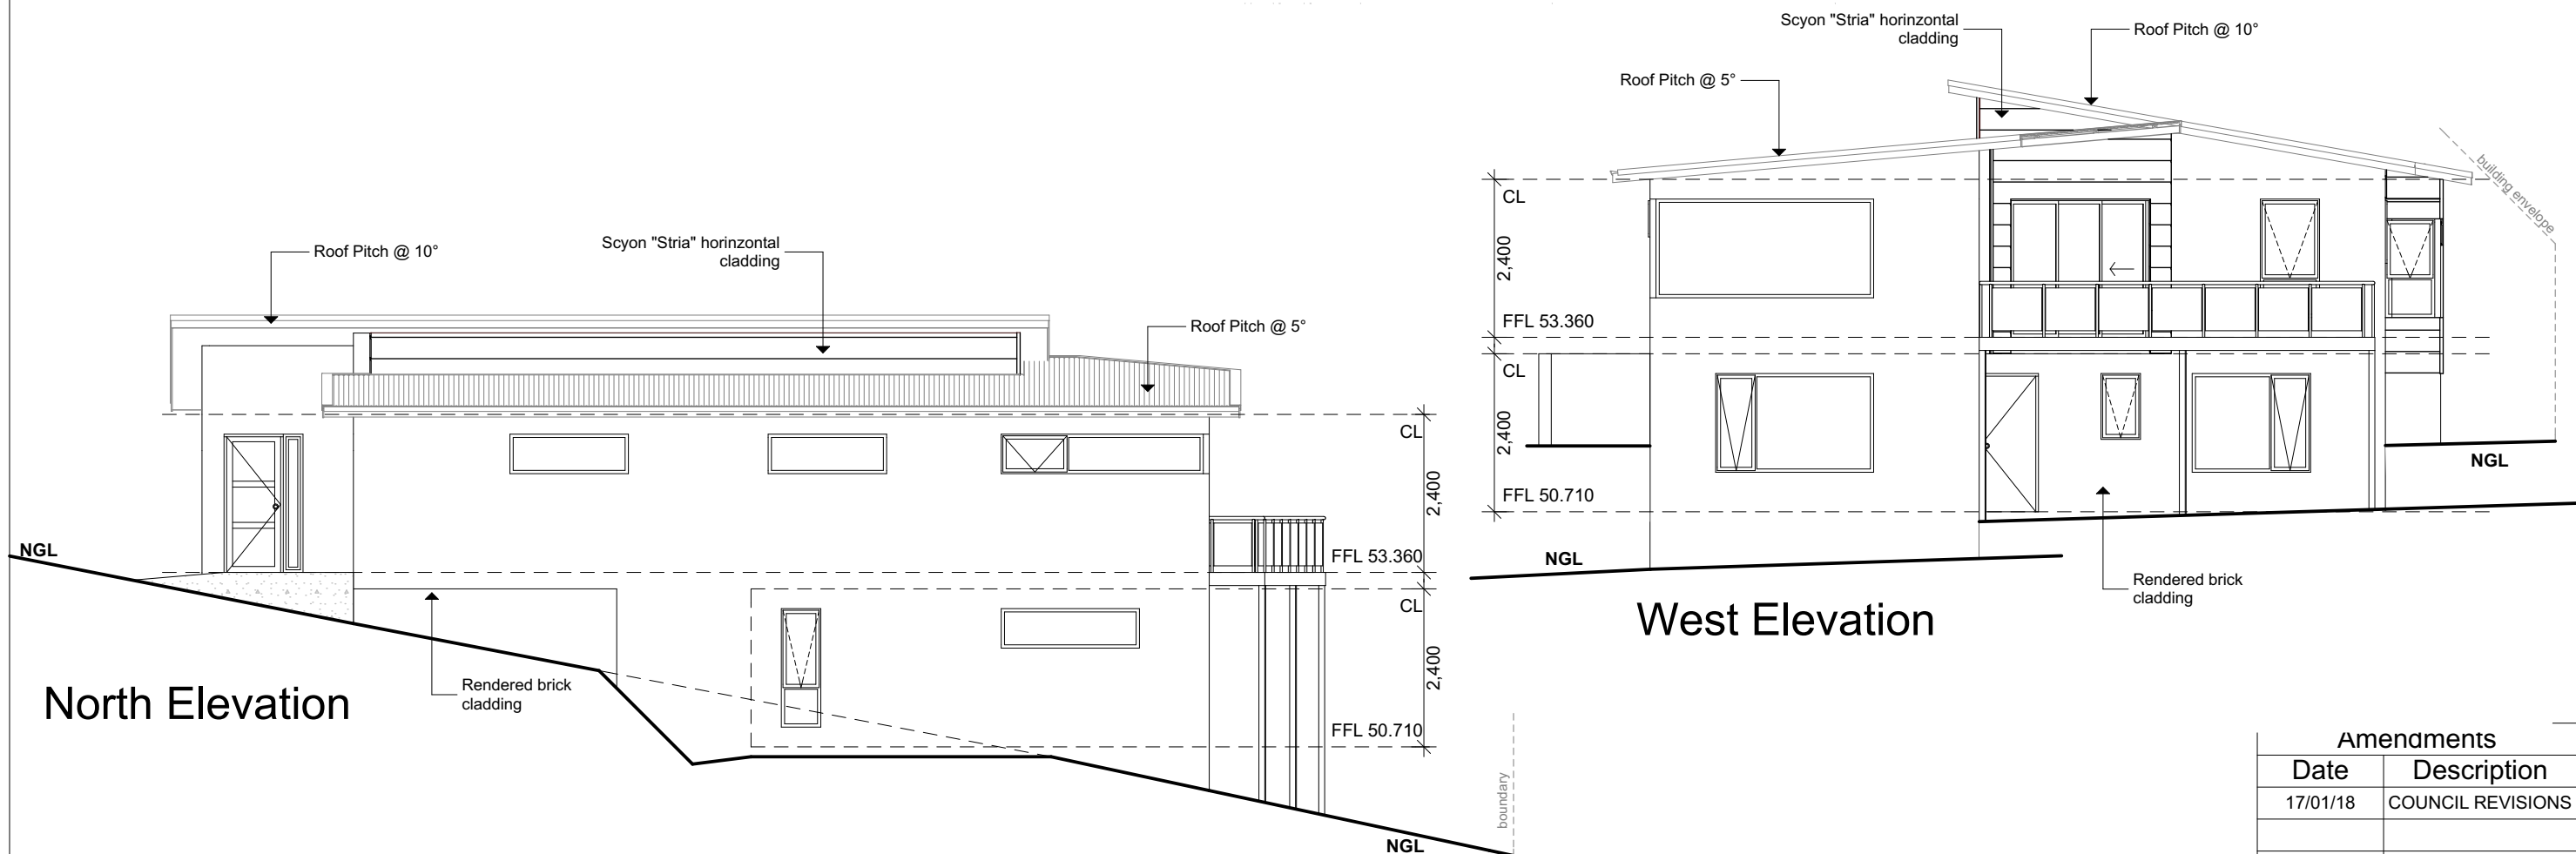 Roof Pitch @ 10°
Scyon "Stria" horinzontal
cladding
Roof Pitch @ 5°
CL
2,400
FFL 53.360
CL
2,400
FFL 50.710
NGL
Rendered brick
cladding
North Elevation
boundary
NGL
Scyon "Stria" horinzontal
cladding
Roof Pitch @ 10°
Roof Pitch @ 5°
building envelope
CL
2,400
FFL 53.360
CL
2,400
FFL 50.710
NGL
NGL
Rendered brick
cladding
West Elevation
Amendments
Date Description
17/01/18 COUNCIL REVISIONS